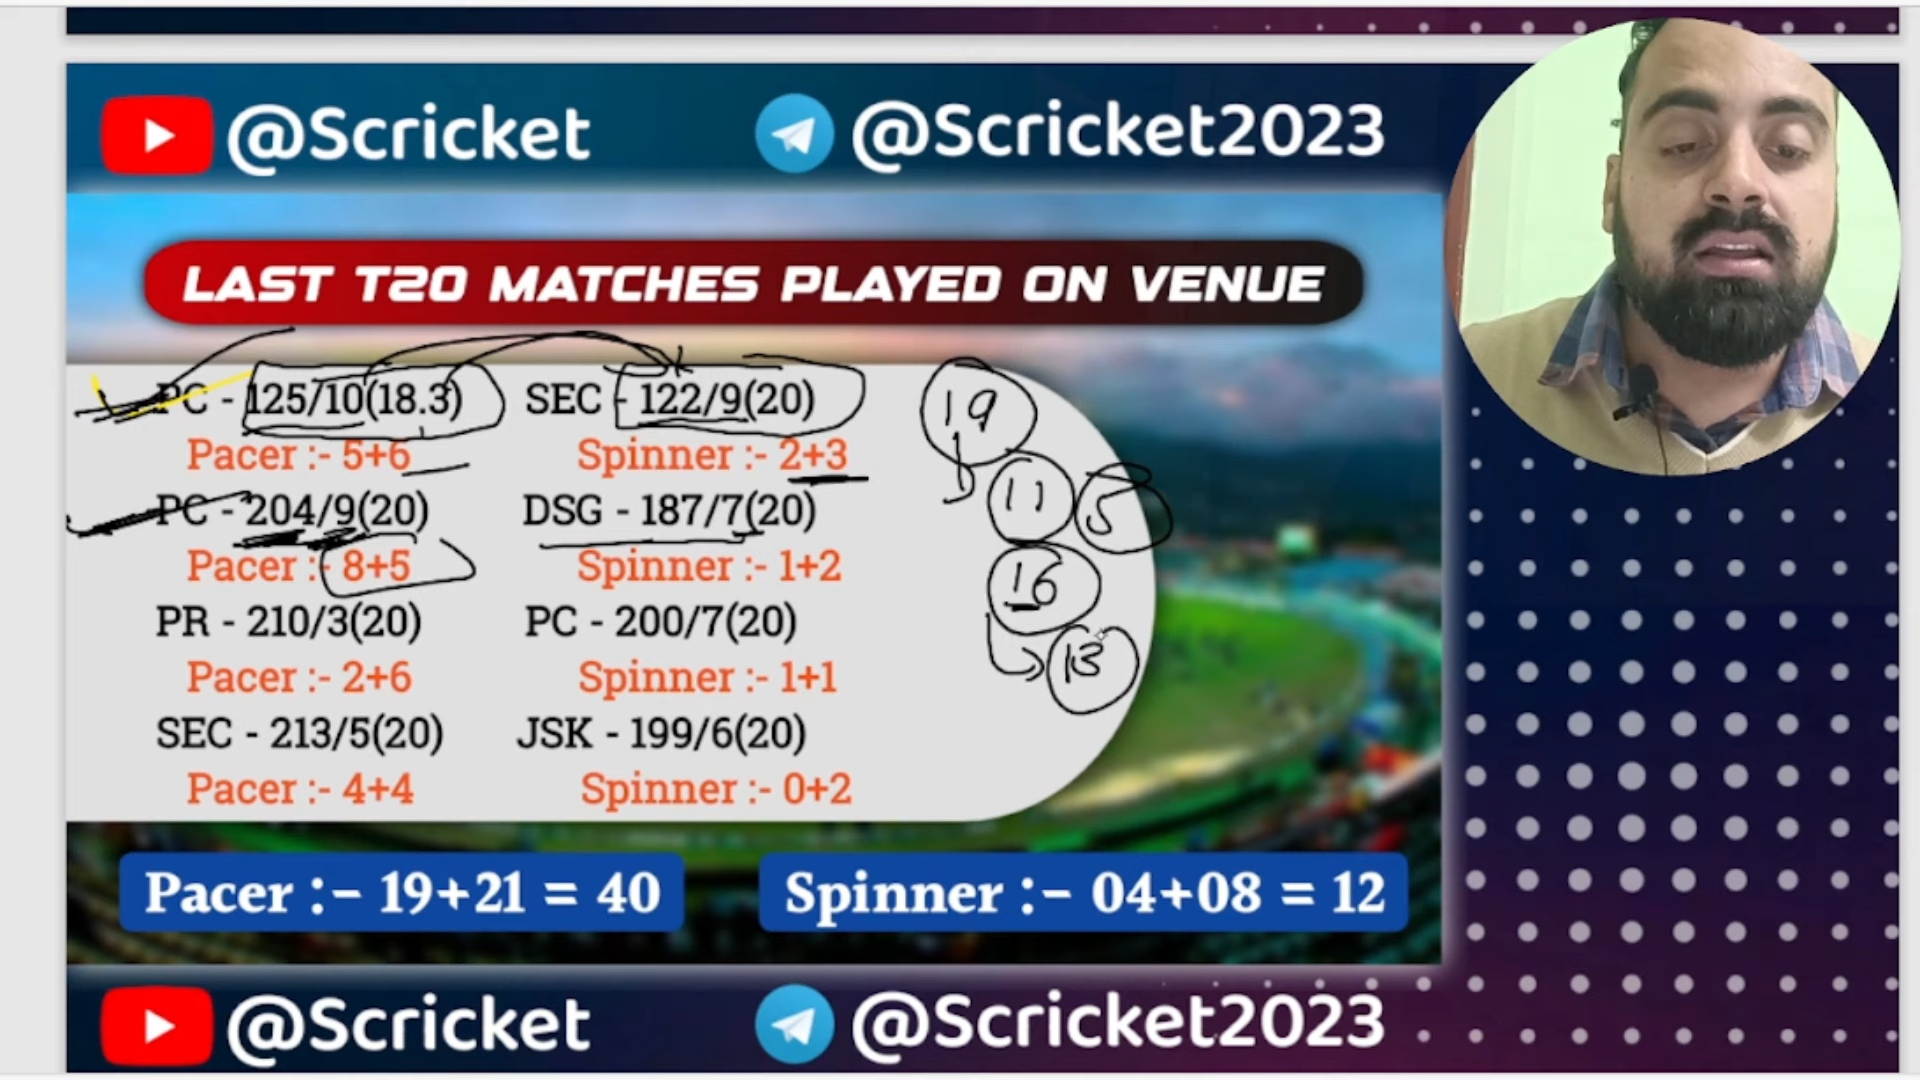 @Scricket @Scricket2023
LAST T20 MATCHES PLAYED ON VENUE
PC - 125/10(18.3) SEC - 122/9(20) 19
Pacer :- 5+6 Spinner :- 2+3
PC - 204/9(20) DSG - 187/7(20) 11 5
Pacer :- 8+5 Spinner :- 1+2 16
PR - 210/3(20) PC - 200/7(20)
Pacer :- 2+6 Spinner :- 1+1 13
SEC - 213/5(20) JSK - 199/6(20)
Pacer :- 4+4 Spinner :- 0+2
Pacer :- 19+21 = 40 Spinner :- 04+08 = 12
@Scricket @Scricket2023